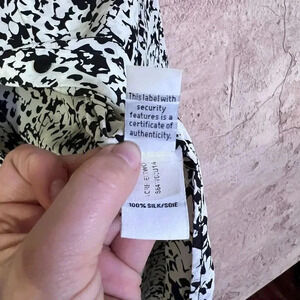 This label with
security
features is a
certificate of
authenticity.
100% SILK/SOIE